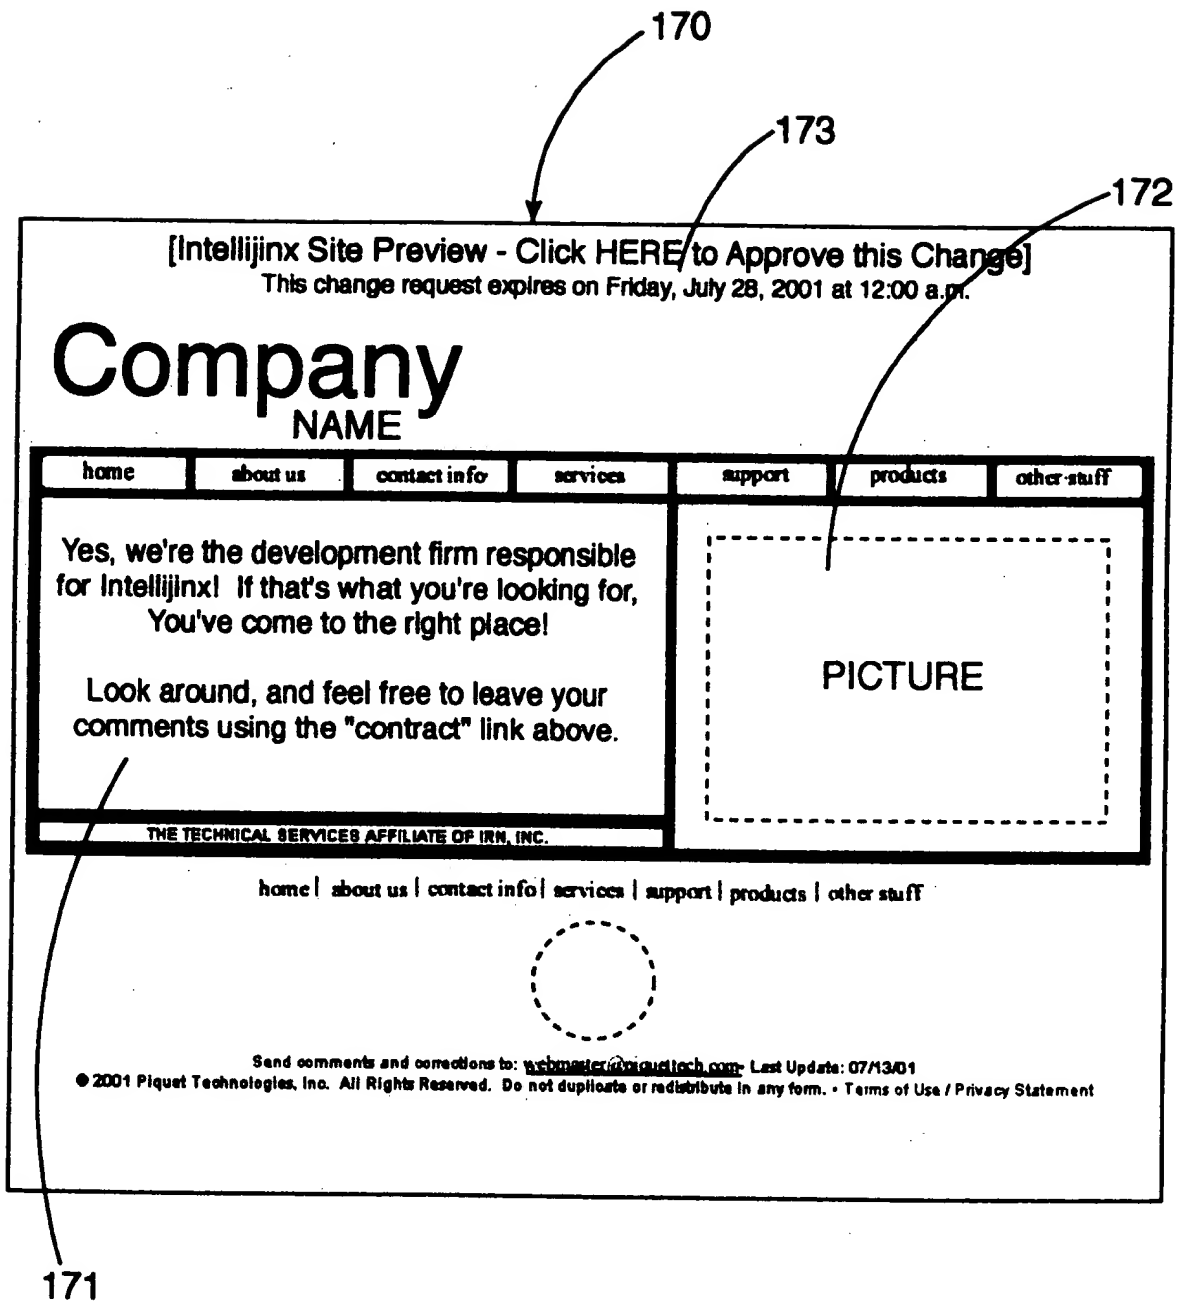 170
173
172
[Intellijinx Site Preview - Click HERE to Approve this Change]
This change request expires on Friday, July 28, 2001 at 12:00 a.m.
Company
NAME
home about us contact info services support products other stuff
Yes, we're the development firm responsible
for Intellijinx! If that's what you're looking for,
You've come to the right place!
Look around, and feel free to leave your
comments using the "contract" link above.
PICTURE
THE TECHNICAL SERVICES AFFILIATE OF IRN, INC.
home | about us | contact info | services | support | products | other stuff
Send comments and corrections to: webmaster@piquettech.com- Last Update: 07/13/01
© 2001 Piquet Technologies, Inc. All Rights Reserved. Do not duplicate or redistribute in any form. • Terms of Use / Privacy Statement
171